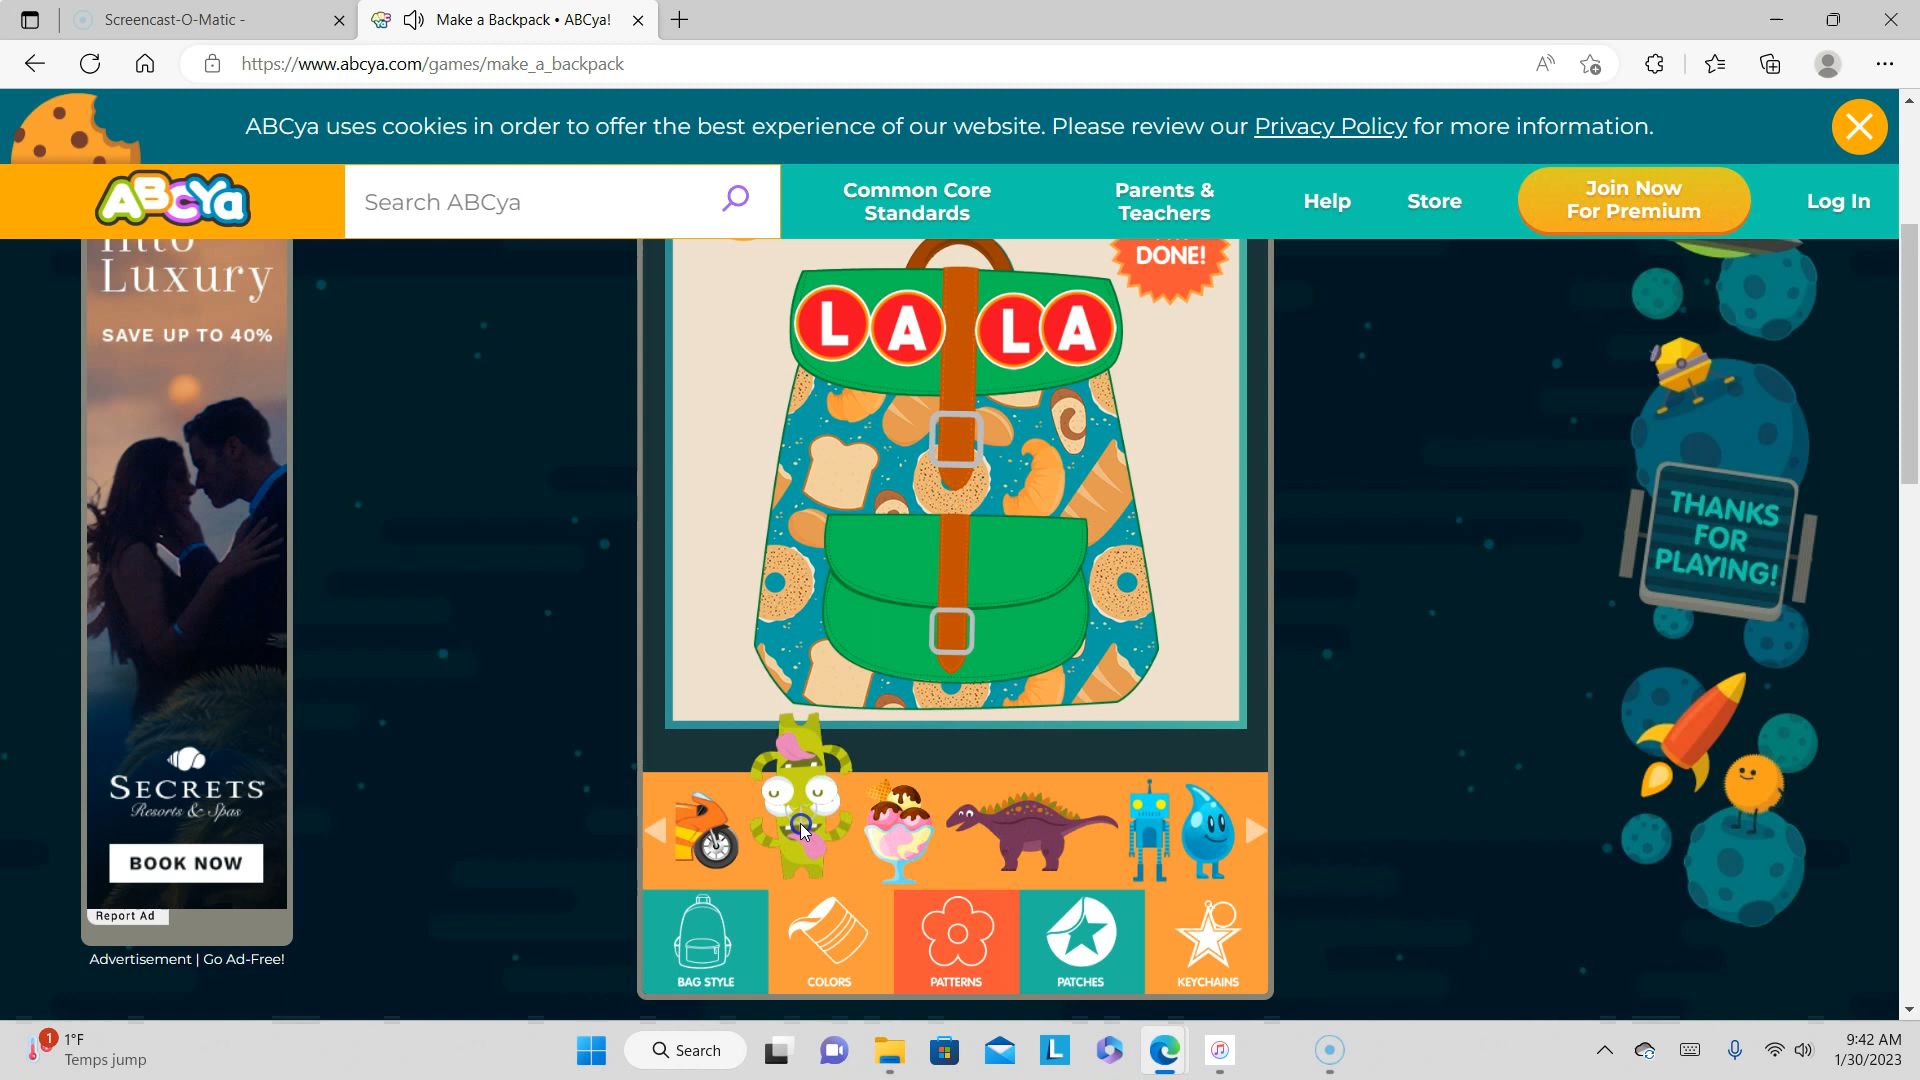 Screencast-O-Matic -
Make a Backpack • ABCya!
https://www.abcya.com/games/make_a_backpack
ABCya uses cookies in order to offer the best experience of our website. Please review our Privacy Policy for more information.
ABCYa
Search ABCya
Common Core
Standards
Parents &
Teachers
Help
Store
Join Now
For Premium
Log In
Into
Luxury
SAVE UP TO 40%
SECRETS
Resorts & Spas
BOOK NOW
Report Ad
Advertisement | Go Ad-Free!
DONE!
LA LA
THANKS
FOR
PLAYING!
BAG STYLE
COLORS
PATTERNS
PATCHES
KEYCHAINS
1
1°F
Temps jump
Search
L
9:42 AM
1/30/2023